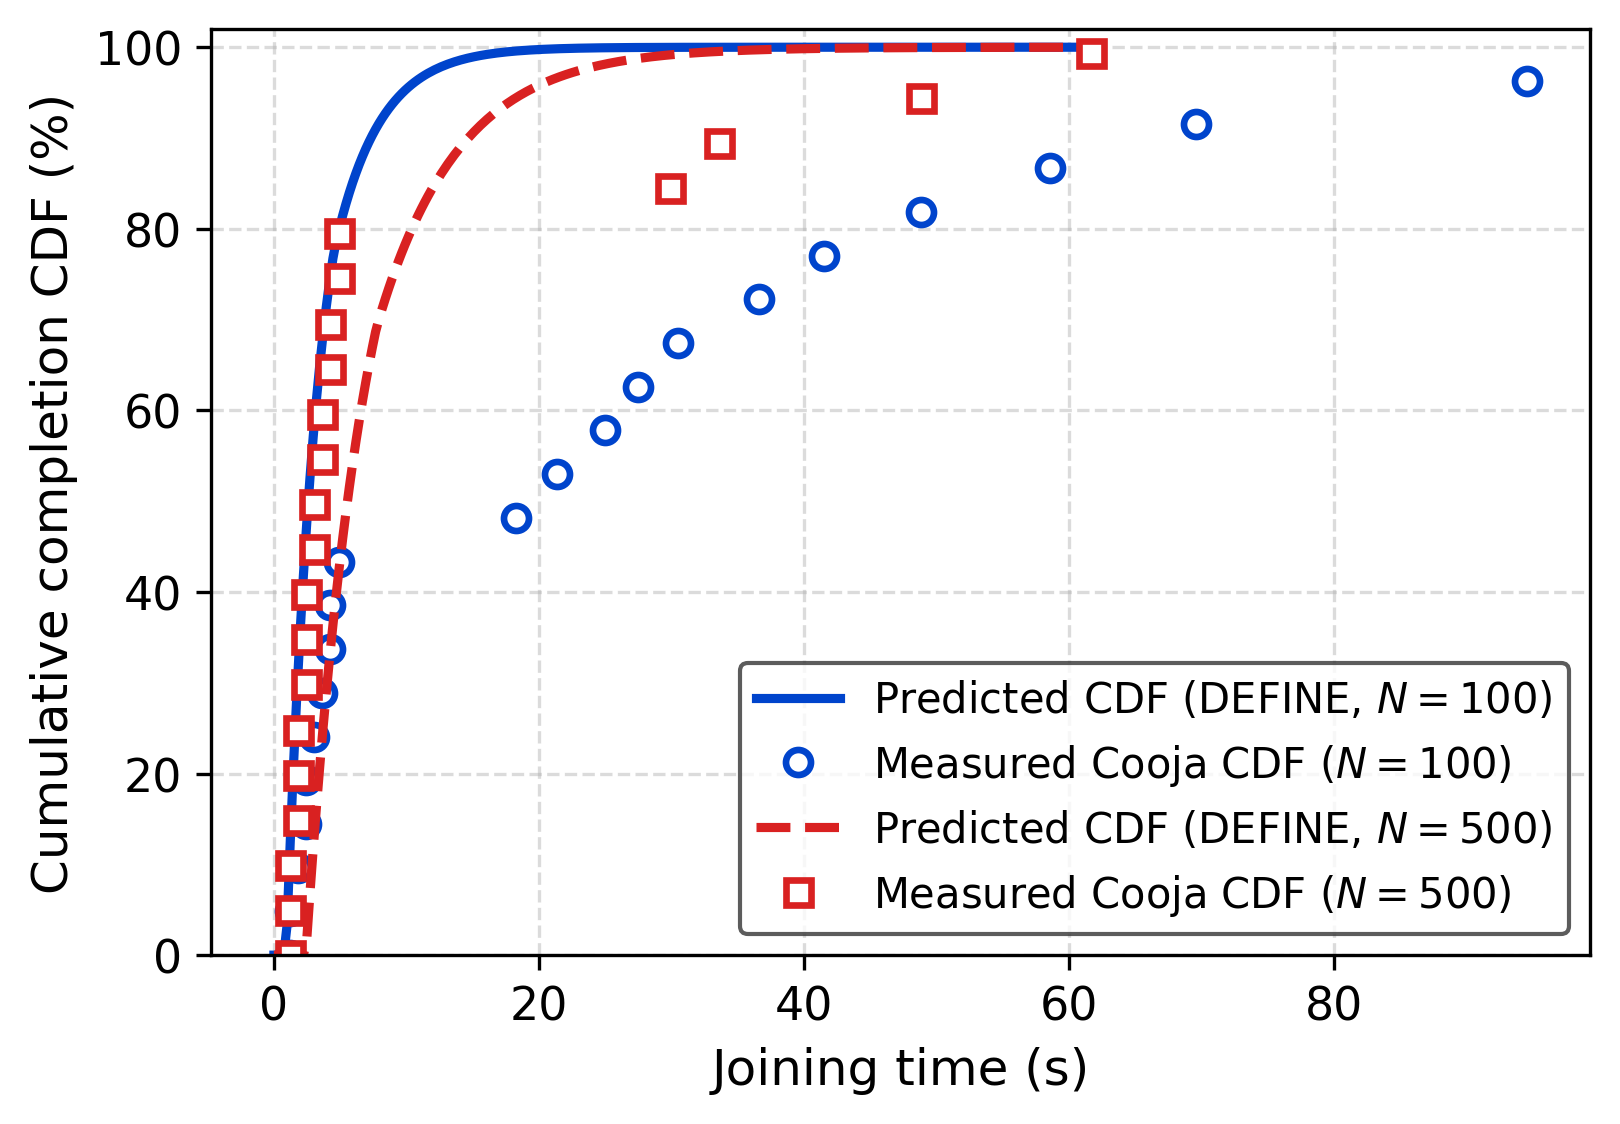 Cumulative completion CDF (%)
100
80
60
40
20
0
0 20 40 60 80
Joining time (s)
Predicted CDF (DEFINE, N = 100)
Measured Cooja CDF (N = 100)
Predicted CDF (DEFINE, N = 500)
Measured Cooja CDF (N = 500)